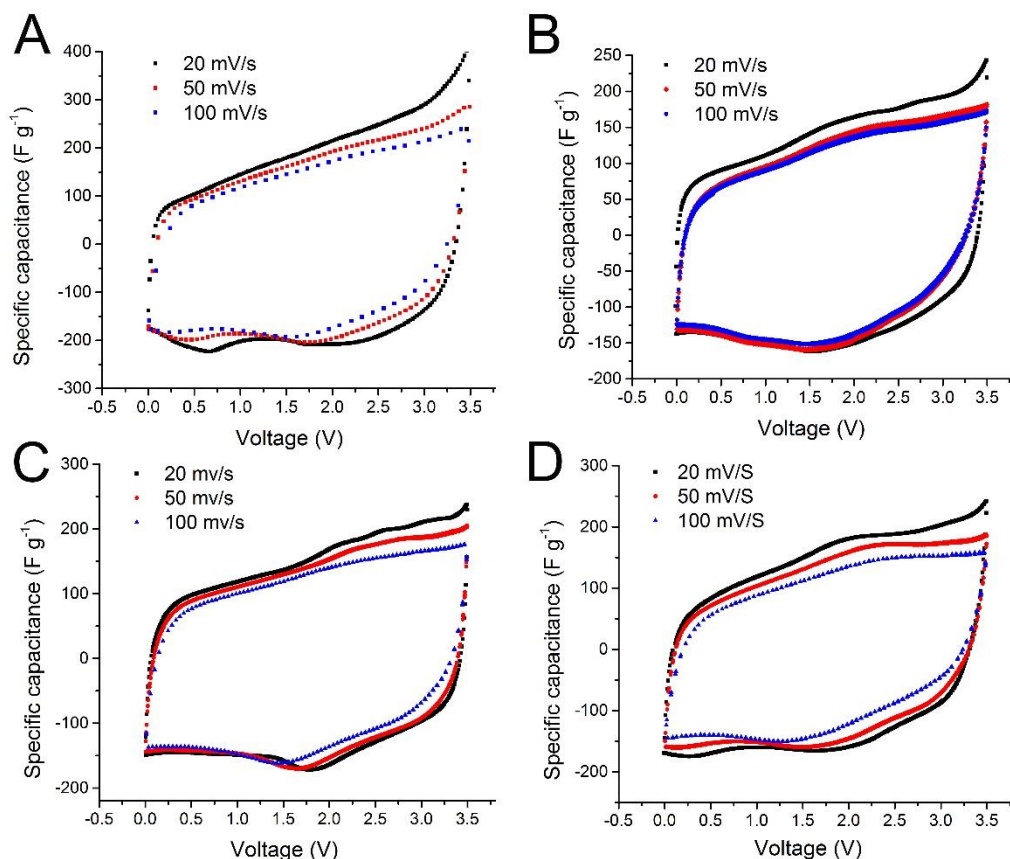 A
20 mV/s
50 mV/s
100 mV/s
Specific capacitance (F g⁻¹)
400
300
200
100
0
-100
-200
-300
-0.5 0.0 0.5 1.0 1.5 2.0 2.5 3.0 3.5
Voltage (V)
B
20 mV/s
50 mV/s
100 mV/s
Specific capacitance (F g⁻¹)
250
200
150
100
50
0
-50
-100
-150
-200
-0.5 0.0 0.5 1.0 1.5 2.0 2.5 3.0 3.5
Voltage (V)
C
20 mv/s
50 mv/s
100 mv/s
Specific capacitance (F g⁻¹)
300
200
100
0
-100
-200
-0.5 0.0 0.5 1.0 1.5 2.0 2.5 3.0 3.5
Voltage (V)
D
20 mV/S
50 mV/S
100 mV/S
Specific capacitance (F g⁻¹)
300
200
100
0
-100
-200
-0.5 0.0 0.5 1.0 1.5 2.0 2.5 3.0 3.5
Voltage (V)